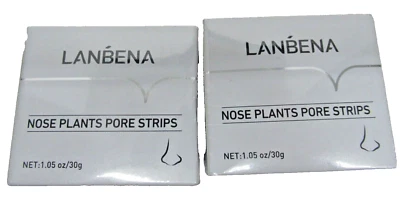 LANBENA
NOSE PLANTS PORE STRIPS
NET:1.05 oz/30g
LANBENA
NOSE PLANTS PORE STRIPS
NET:1.05 oz/30g